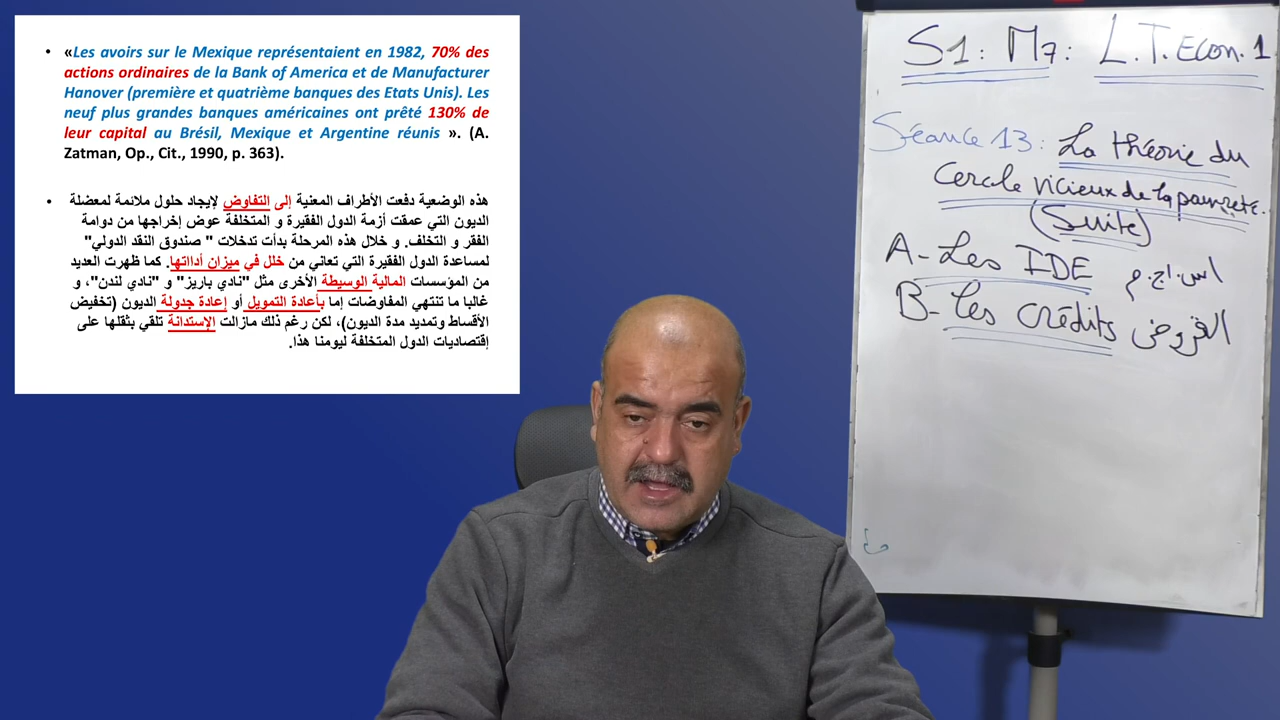 • «Les avoirs sur le Mexique représentaient en 1982, 70% des
actions ordinaires de la Bank of America et de Manufacturer
Hanover (première et quatrième banques des Etats Unis). Les
neuf plus grandes banques américaines ont prêté 130% de
leur capital au Brésil, Mexique et Argentine réunis ». (A.
Zatman, Op., Cit., 1990, p. 363).
• هذه الوضعية دفعت الأطراف المعنية إلى التفاوض لإيجاد حلول ملائمة لمعضلة
الديون التي عمقت أزمة الدول الفقيرة و المتخلفة عوض إخراجها من دوامة
الفقر و التخلف. و خلال هذه المرحلة بدأت تدخلات " صندوق النقد الدولي"
لمساعدة الدول الفقيرة التي تعاني من خلل في ميزان أداائها. كما ظهرت العديد
من المؤسسات المالية الوسيطة الأخرى مثل "نادي باريز" و "نادي لندن"، و
غالبا ما تنتهي المفاوضات إما بأعادة التمويل أو إعادة جدولة الديون (تخفيض
الأقساط وتمديد مدة الديون)، لكن رغم ذلك مازالت الإستدانة تلقي بثقلها على
إقتصاديات الدول المتخلفة ليومنا هذا.
S1: M7: L.T.Econ.1
Séance 13: La théorie du
Cercle vicieux de la pauvreté.
(Suite)
A- Les IDE اس.اج.م
B- Les crédits القروض